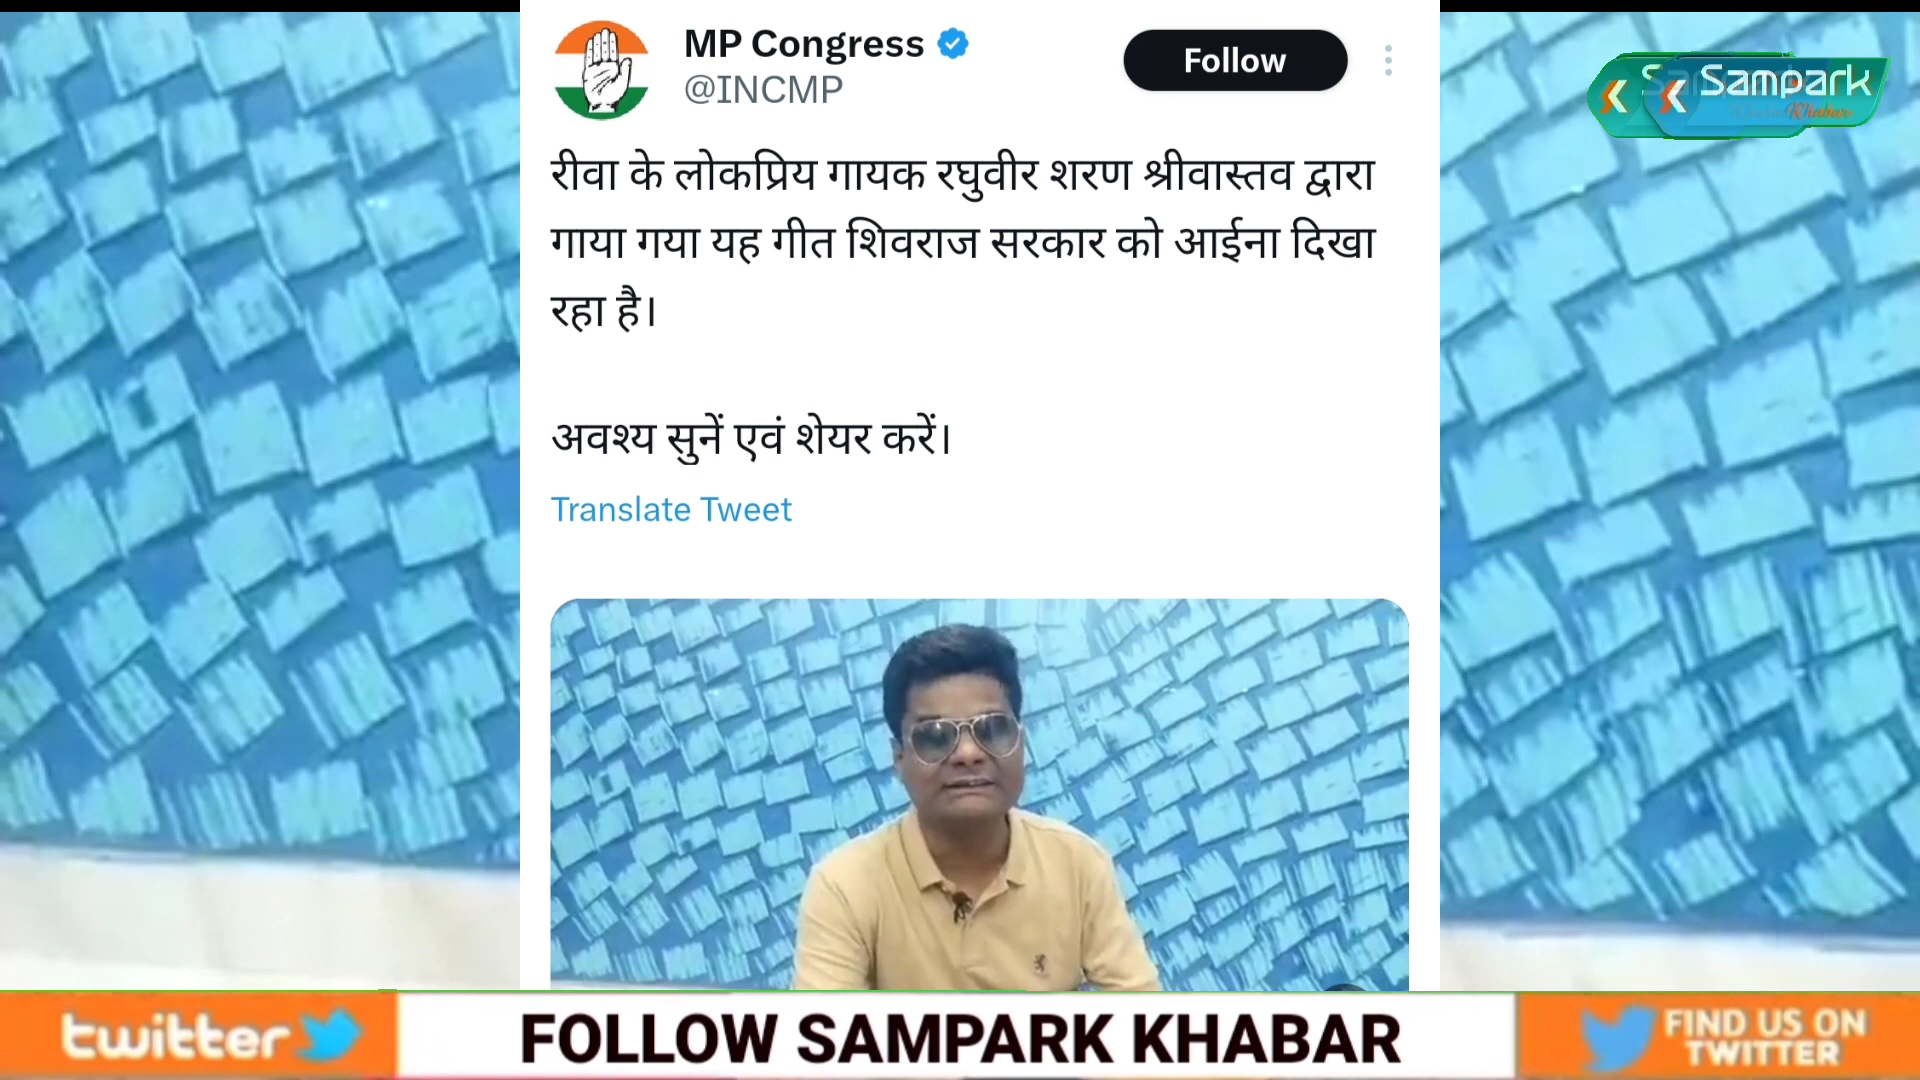 MP Congress
@INCMP
Follow
Sampark
Khabar
रीवा के लोकप्रिय गायक रघुवीर शरण श्रीवास्तव द्वारा
गाया गया यह गीत शिवराज सरकार को आईना दिखा
रहा है।
अवश्य सुनें एवं शेयर करें।
Translate Tweet
twitter
FOLLOW SAMPARK KHABAR
FIND US ON
TWITTER